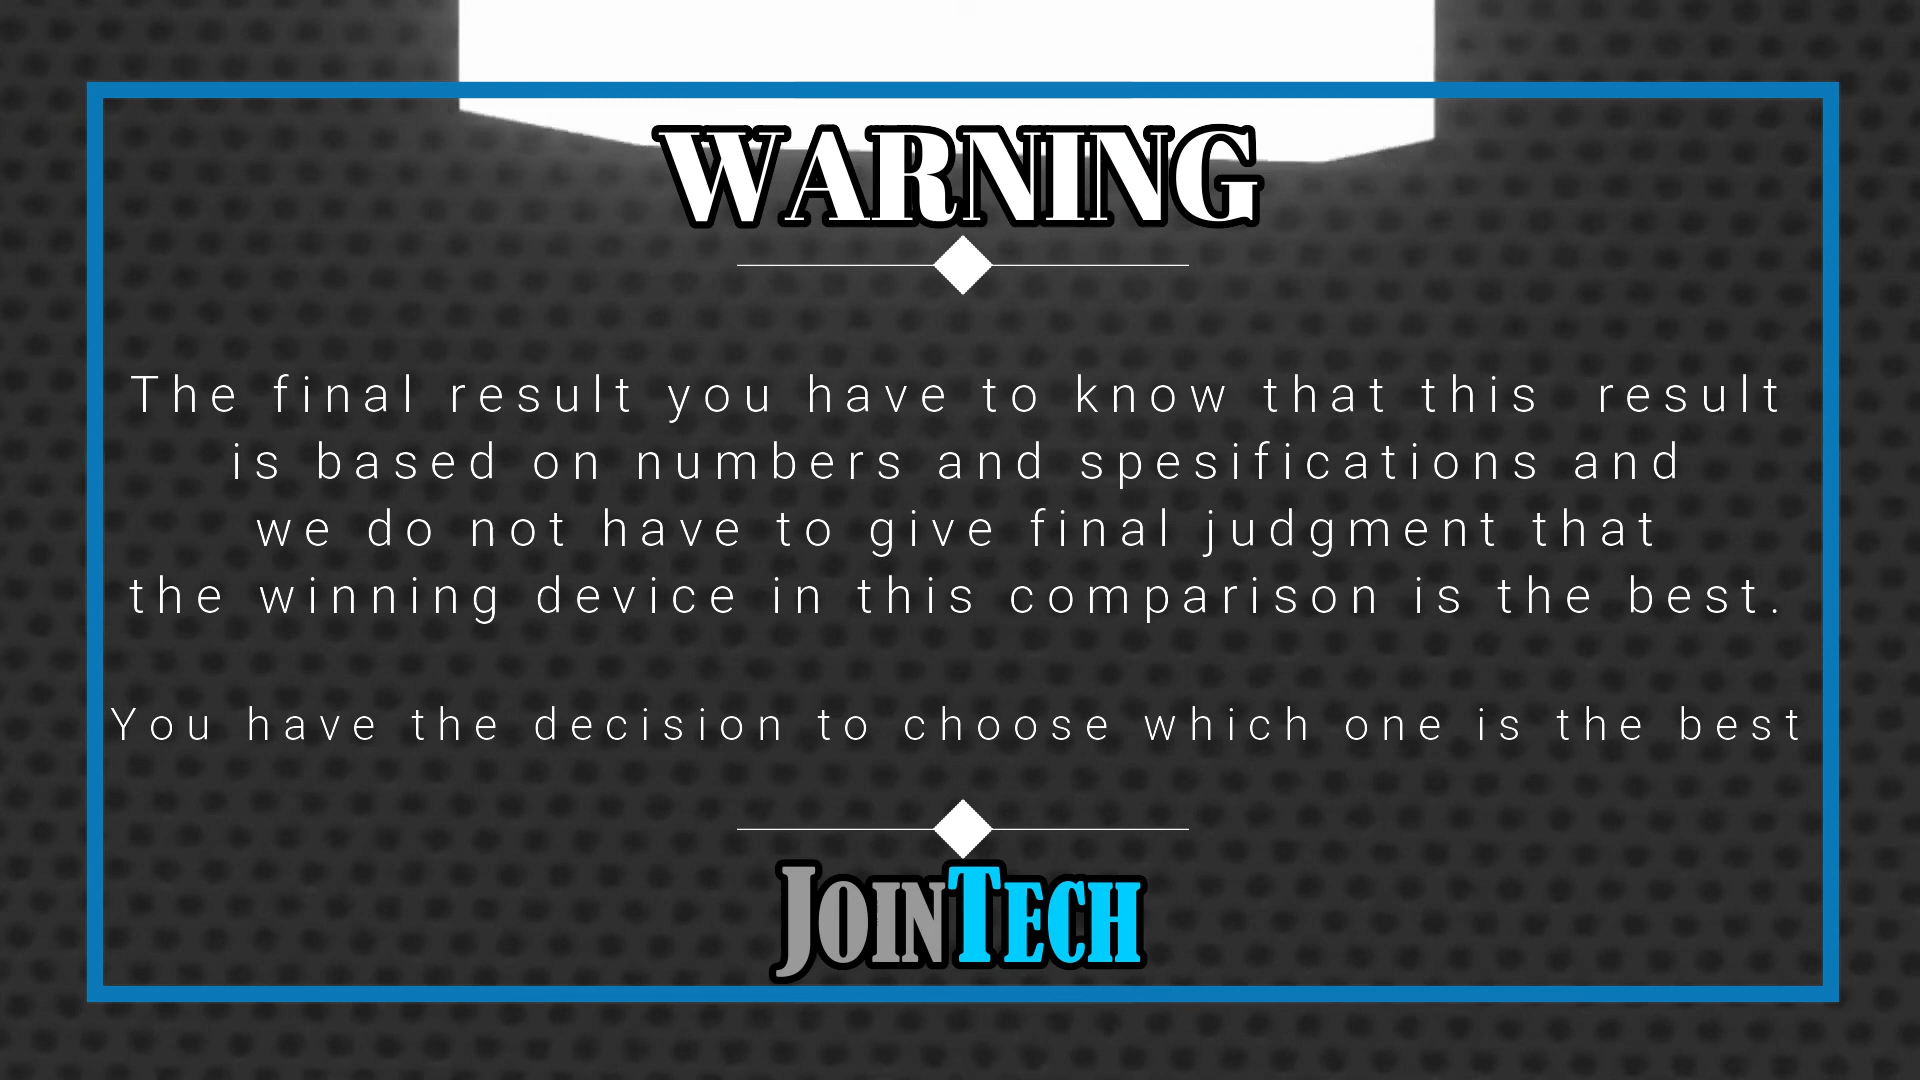 WARNING
The final result you have to know that this result
is based on numbers and spesifications and
we do not have to give final judgment that
the winning device in this comparison is the best.
You have the decision to choose which one is the best
JOINTECH